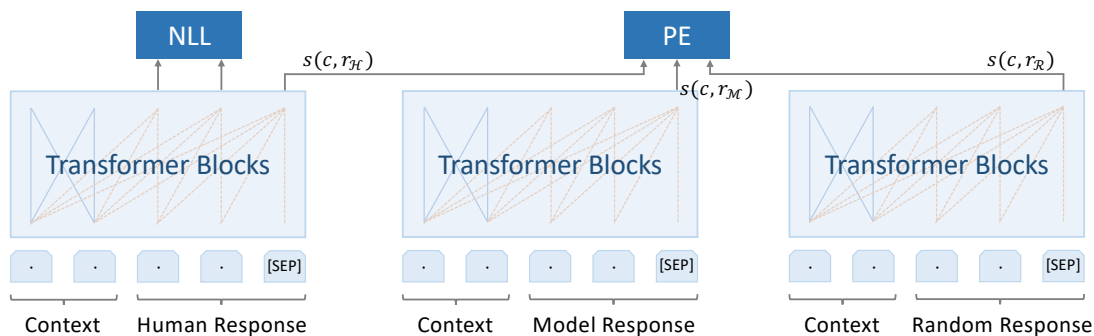 NLL PE
s(c, r_ℋ) s(c, r_ℳ) s(c, r_ℛ)
Transformer Blocks Transformer Blocks Transformer Blocks
. . . . [SEP] . . . . [SEP] . . . . [SEP]
Context Human Response Context Model Response Context Random Response